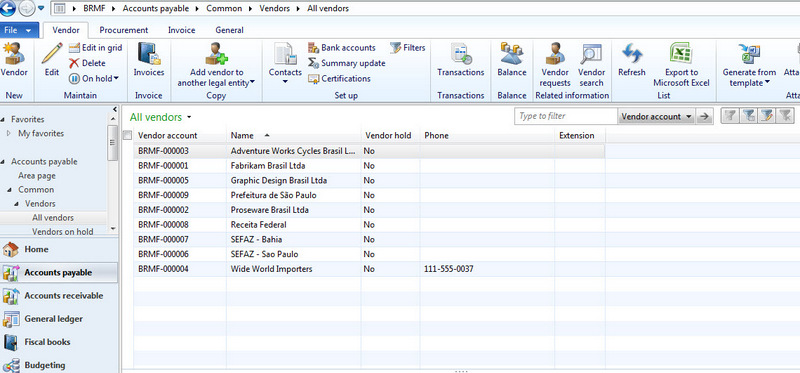 BRMF ▸ Accounts payable ▸ Common ▸ Vendors ▸ All vendors
File Vendor Procurement Invoice General
Vendor
New
Edit
Edit in grid
Delete
On hold
Maintain
Invoices
Invoice
Add vendor to
another legal entity
Copy
Contacts
Bank accounts
Summary update
Certifications
Filters
Set up
Transactions
Transactions
Balance
Balance
Vendor
requests
Vendor
search
Related information
Refresh
Export to
Microsoft Excel
List
Generate from
template
Favorites
My favorites
Accounts payable
Area page
Common
Vendors
All vendors
Vendors on hold
Home
Accounts payable
Accounts receivable
General ledger
Fiscal books
Budgeting
All vendors
Type to filter Vendor account
Vendor account Name Vendor hold Phone Extension
BRMF-000003 Adventure Works Cycles Brasil L... No
BRMF-000001 Fabrikam Brasil Ltda No
BRMF-000005 Graphic Design Brasil Ltda No
BRMF-000009 Prefeitura de São Paulo No
BRMF-000002 Proseware Brasil Ltda No
BRMF-000008 Receita Federal No
BRMF-000007 SEFAZ - Bahia No
BRMF-000006 SEFAZ - Sao Paulo No
BRMF-000004 Wide World Importers No 111-555-0037